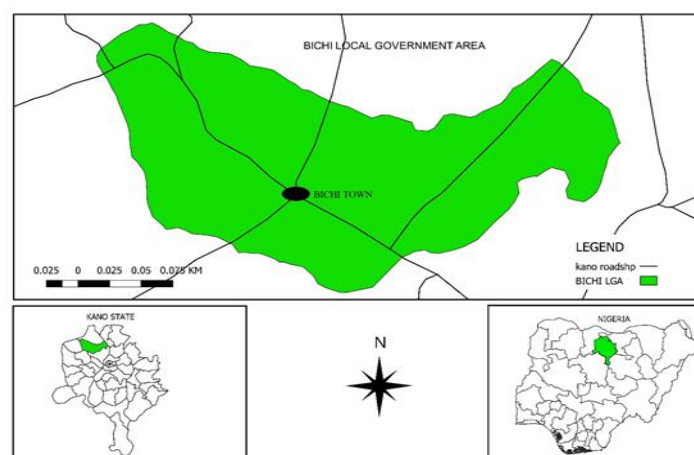 BICHI LOCAL GOVERNMENT AREA
BICHI TOWN
LEGEND
kano roadshp
BICHI LGA
0.025 0 0.025 0.05 0.075 KM
KANO STATE
N
NIGERIA